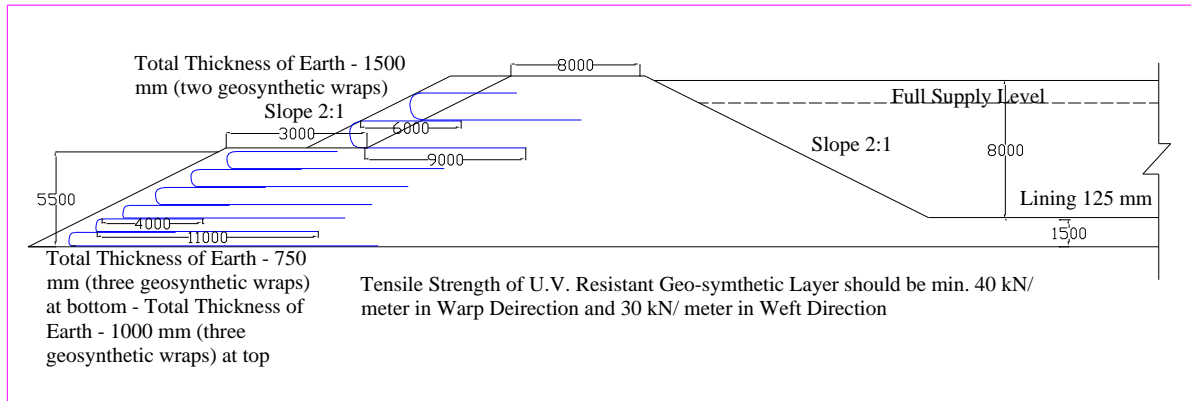 Total Thickness of Earth - 1500
mm (two geosynthetic wraps)
Slope 2:1
8000
Full Supply Level
3000
6000
9000
Slope 2:1
8000
5500
Lining 125 mm
4000
11000
1500
Total Thickness of Earth - 750
mm (three geosynthetic wraps)
at bottom - Total Thickness of
Earth - 1000 mm (three
geosynthetic wraps) at top
Tensile Strength of U.V. Resistant Geo-symthetic Layer should be min. 40 kN/
meter in Warp Deirection and 30 kN/ meter in Weft Direction